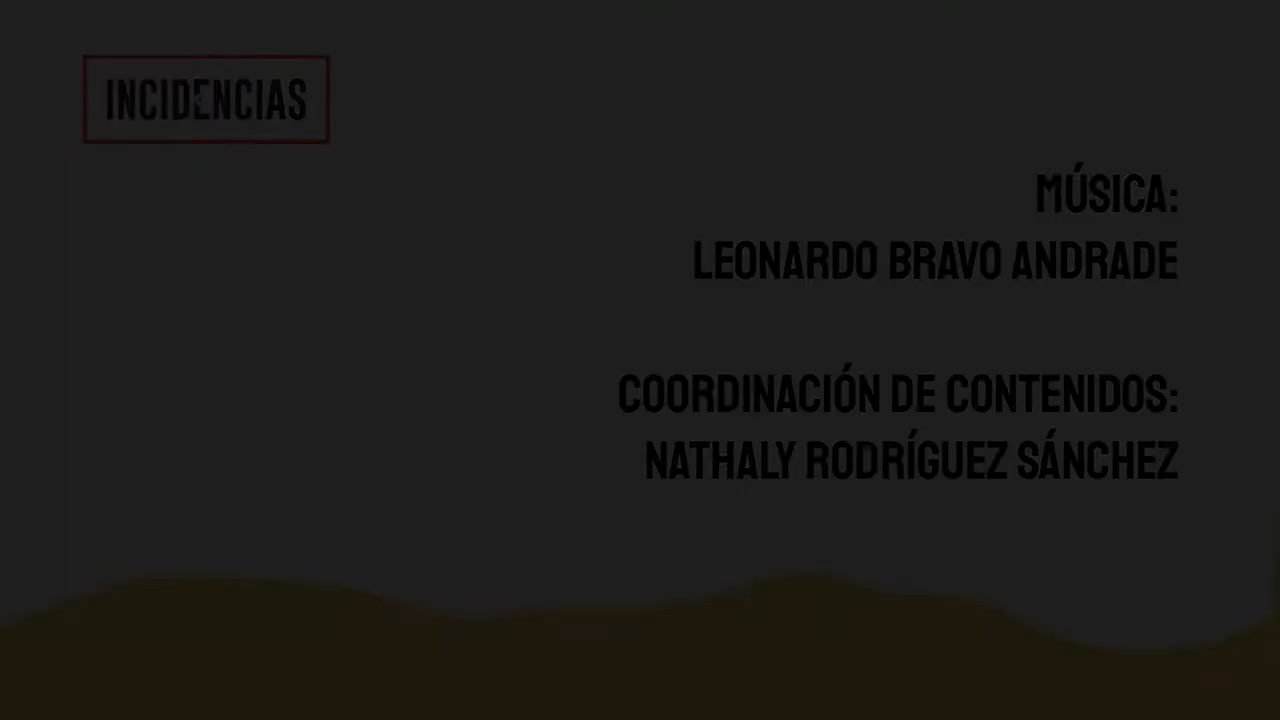 INCIDENCIAS
MÚSICA:
LEONARDO BRAVO ANDRADE
COORDINACIÓN DE CONTENIDOS:
NATHALY RODRÍGUEZ SÁNCHEZ